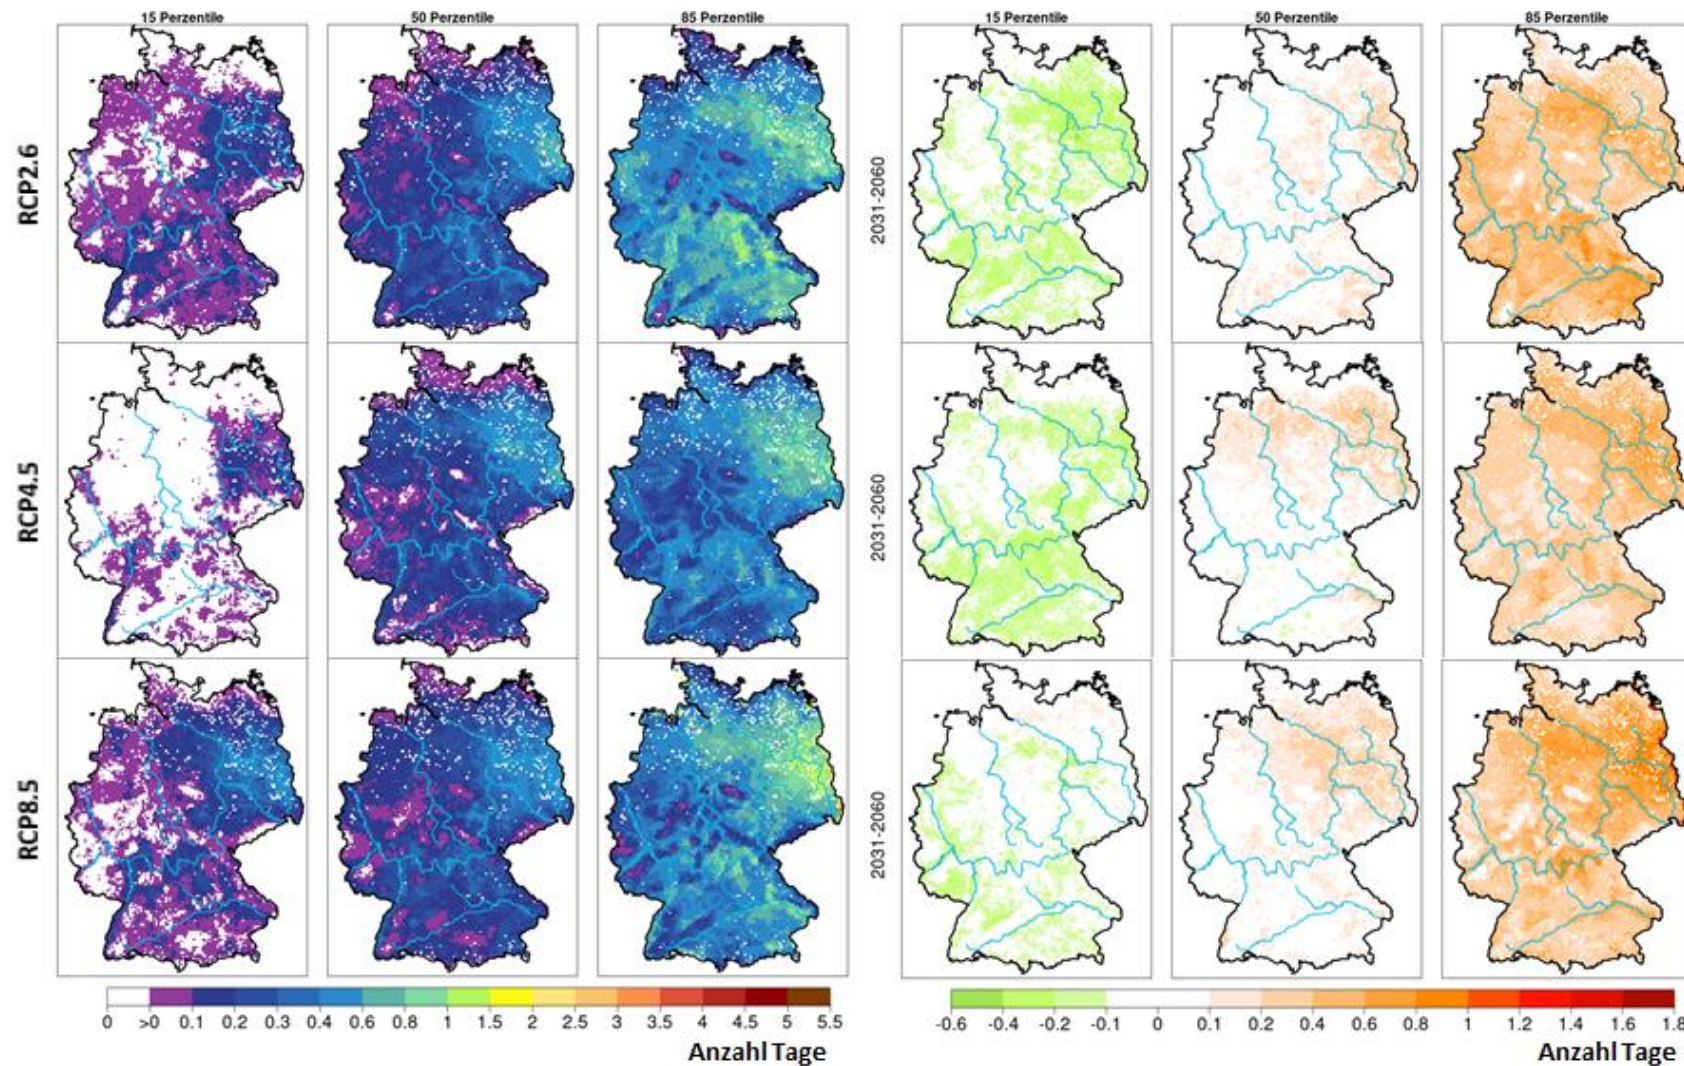 15 Perzentile 50 Perzentile 85 Perzentile 15 Perzentile 50 Perzentile 85 Perzentile
RCP2.6
2031-2060
RCP4.5
2031-2060
RCP8.5
2031-2060
0 >0 0.1 0.2 0.3 0.4 0.6 0.8 1 1.5 2 2.5 3 3.5 4 4.5 5 5.5
-0.6 -0.4 -0.2 -0.1 0 0.1 0.2 0.4 0.6 0.8 1 1.2 1.4 1.6 1.8
Anzahl Tage
Anzahl Tage